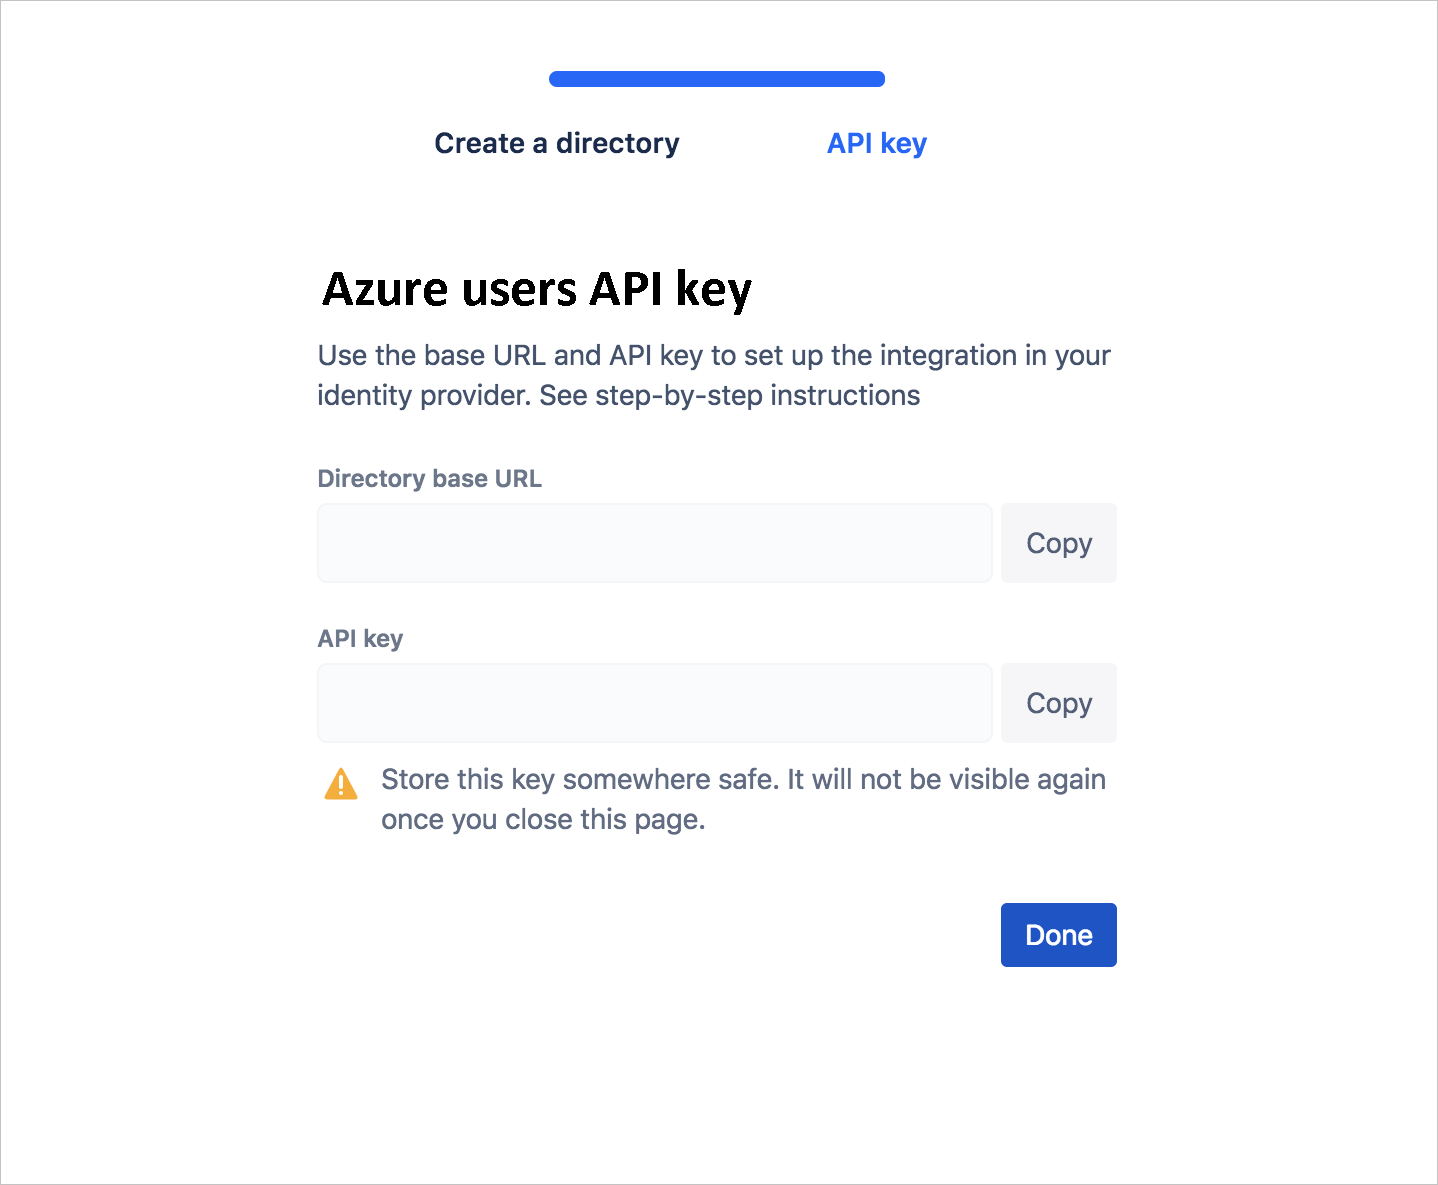 Create a directory
API key
Azure users API key
Use the base URL and API key to set up the integration in your
identity provider. See step-by-step instructions
Directory base URL
Copy
API key
Copy
Store this key somewhere safe. It will not be visible again
once you close this page.
Done